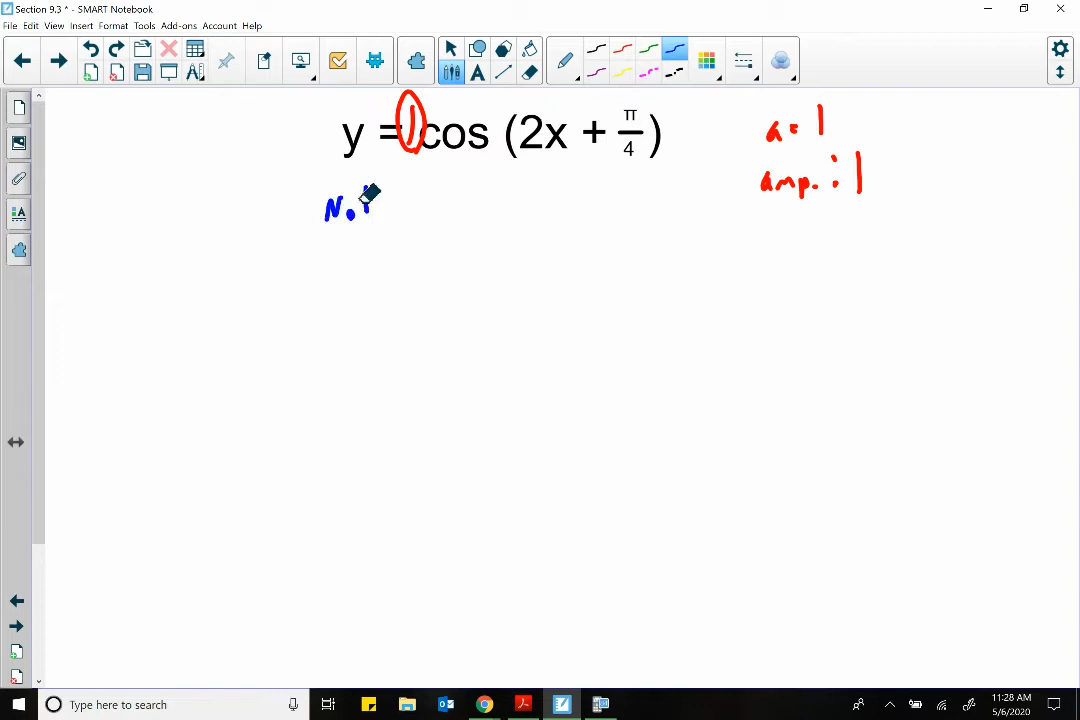 Section 9.3 * - SMART Notebook
File Edit View Insert Format Tools Add-ons Account Help
y = 1 cos (2x + π/4)
a = 1
amp. : 1
No
Type here to search
11:28 AM
5/6/2020